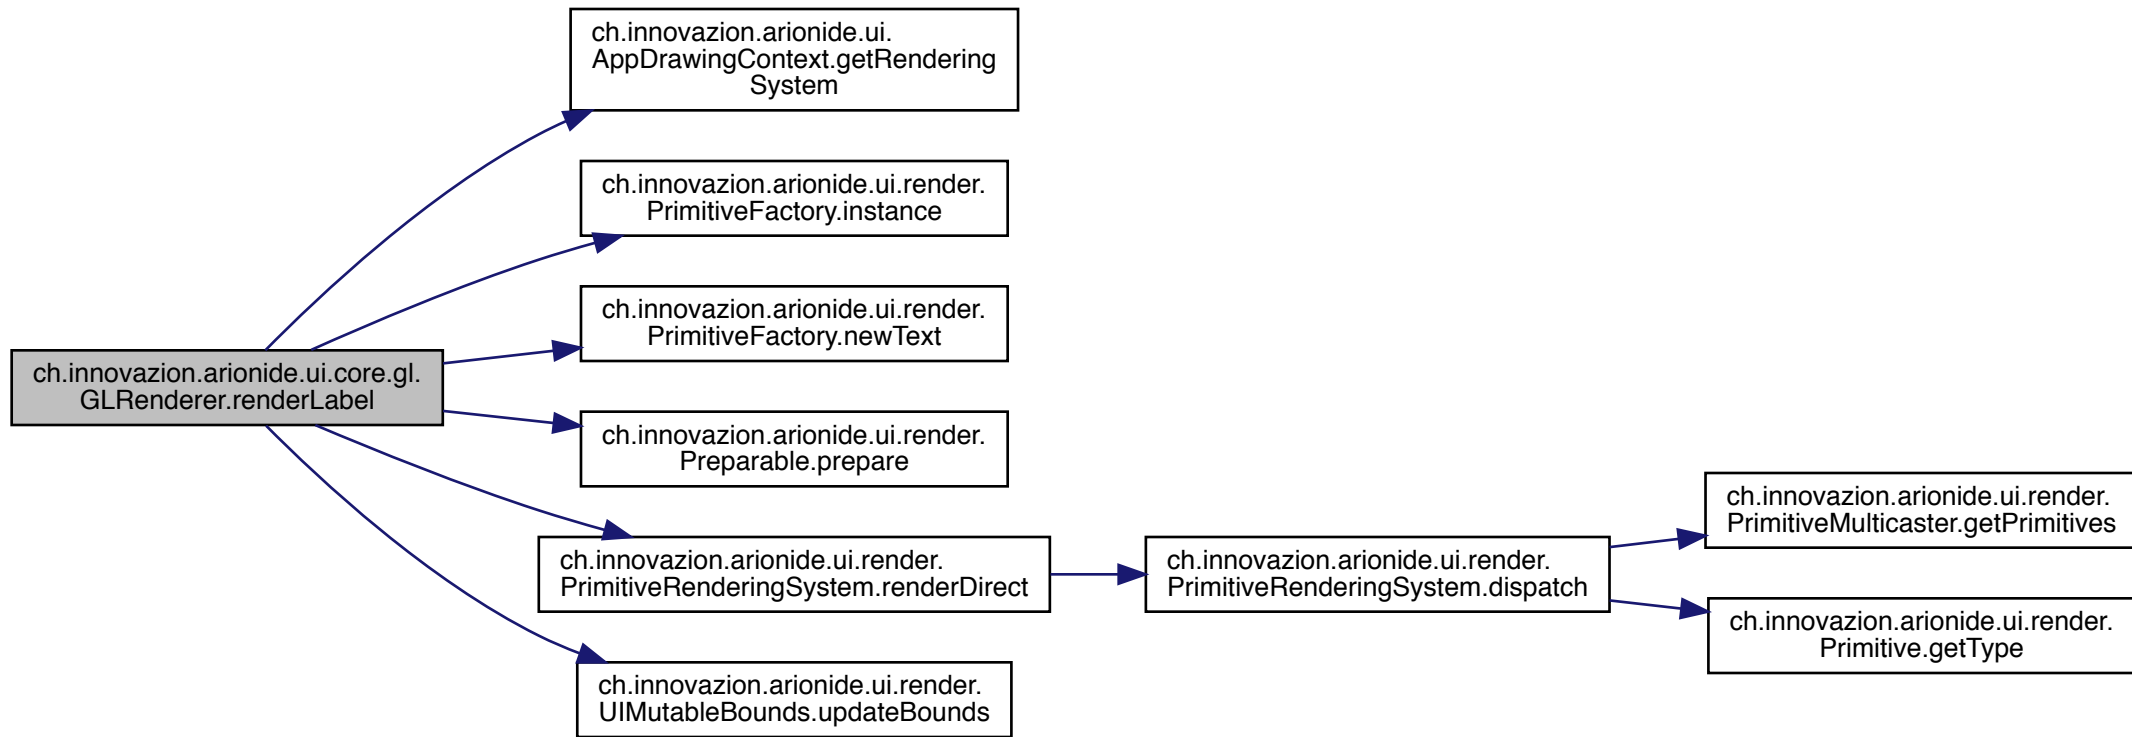 ch.innovazion.arionide.ui.
AppDrawingContext.getRendering
System
ch.innovazion.arionide.ui.render.
PrimitiveFactory.instance
ch.innovazion.arionide.ui.render.
PrimitiveFactory.newText
ch.innovazion.arionide.ui.core.gl.
GLRenderer.renderLabel
ch.innovazion.arionide.ui.render.
Preparable.prepare
ch.innovazion.arionide.ui.render.
PrimitiveRenderingSystem.renderDirect
ch.innovazion.arionide.ui.render.
PrimitiveRenderingSystem.dispatch
ch.innovazion.arionide.ui.render.
PrimitiveMulticaster.getPrimitives
ch.innovazion.arionide.ui.render.
Primitive.getType
ch.innovazion.arionide.ui.render.
UIMutableBounds.updateBounds